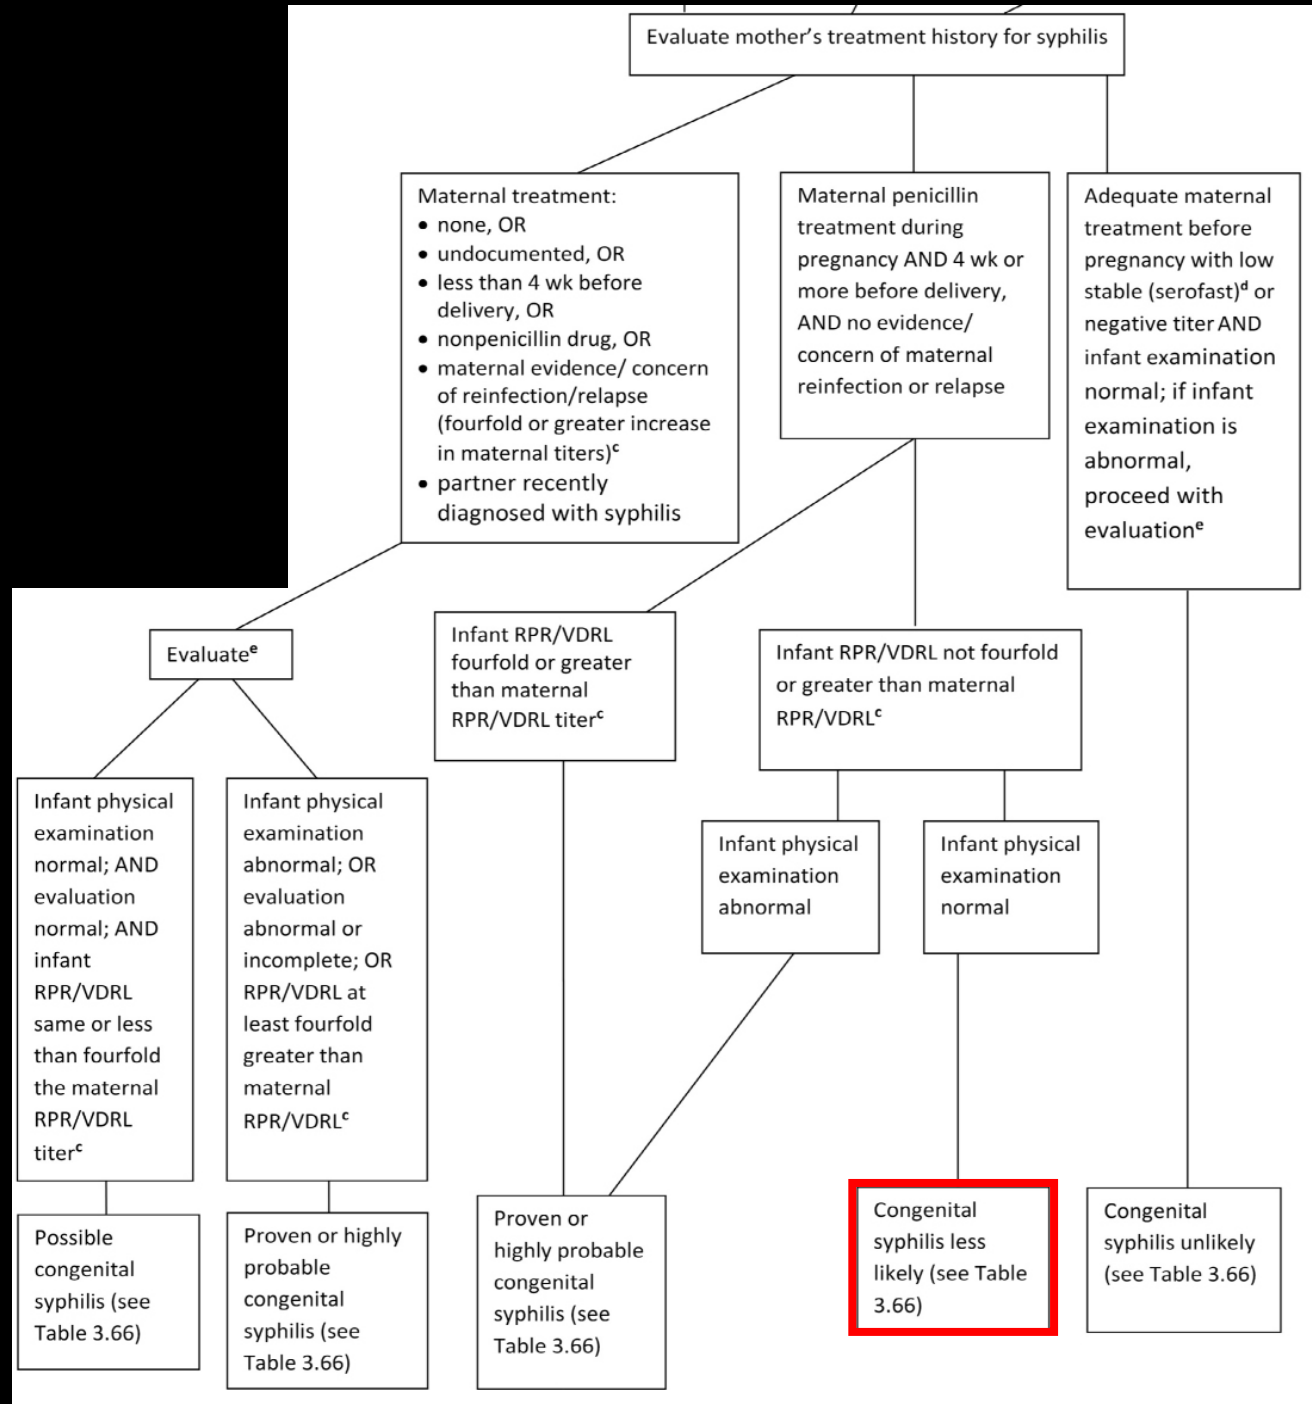 Evaluate mother’s treatment history for syphilis
Maternal treatment:
• none, OR
• undocumented, OR
• less than 4 wk before
delivery, OR
• nonpenicillin drug, OR
• maternal evidence/ concern
of reinfection/relapse
(fourfold or greater increase
in maternal titers)ᶜ
• partner recently
diagnosed with syphilis
Maternal penicillin
treatment during
pregnancy AND 4 wk or
more before delivery,
AND no evidence/
concern of maternal
reinfection or relapse
Adequate maternal
treatment before
pregnancy with low
stable (serofast)ᵈ or
negative titer AND
infant examination
normal; if infant
examination is
abnormal,
proceed with
evaluationᵉ
Evaluateᵉ
Infant RPR/VDRL
fourfold or greater
than maternal
RPR/VDRL titerᶜ
Infant RPR/VDRL not fourfold
or greater than maternal
RPR/VDRLᶜ
Infant physical
examination
normal; AND
evaluation
normal; AND
infant
RPR/VDRL
same or less
than fourfold
the maternal
RPR/VDRL
titerᶜ
Infant physical
examination
abnormal; OR
evaluation
abnormal or
incomplete; OR
RPR/VDRL at
least fourfold
greater than
maternal
RPR/VDRLᶜ
Infant physical
examination
abnormal
Infant physical
examination
normal
Possible
congenital
syphilis (see
Table 3.66)
Proven or highly
probable
congenital
syphilis (see
Table 3.66)
Proven or
highly probable
congenital
syphilis (see
Table 3.66)
Congenital
syphilis less
likely (see Table
3.66)
Congenital
syphilis unlikely
(see Table 3.66)